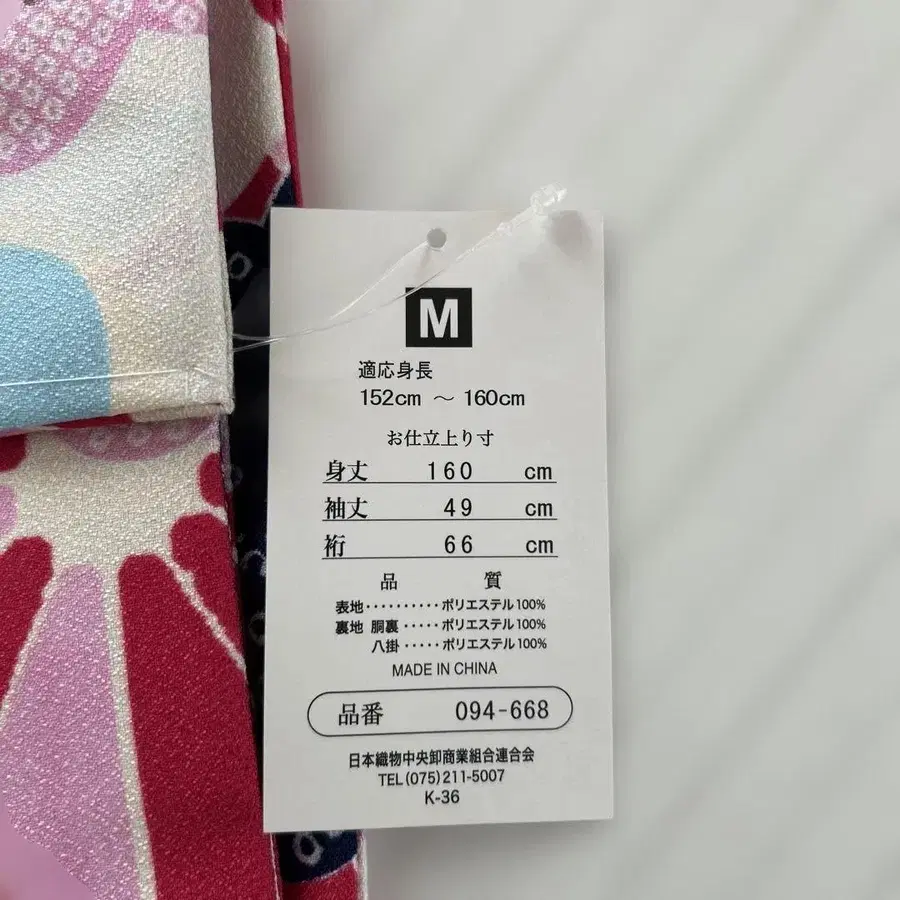 M
適応身長
152cm ～ 160cm
お仕立上り寸
身丈 160 cm
袖丈 49 cm
裄 66 cm
品 質
表地・・・・・・・・・・ポリエステル100%
裏地 胴裏・・・・・ポリエステル100%
八掛・・・・・ポリエステル100%
MADE IN CHINA
品番 094-668
日本織物中央卸商業組合連合会
TEL(075)211-5007
K-36